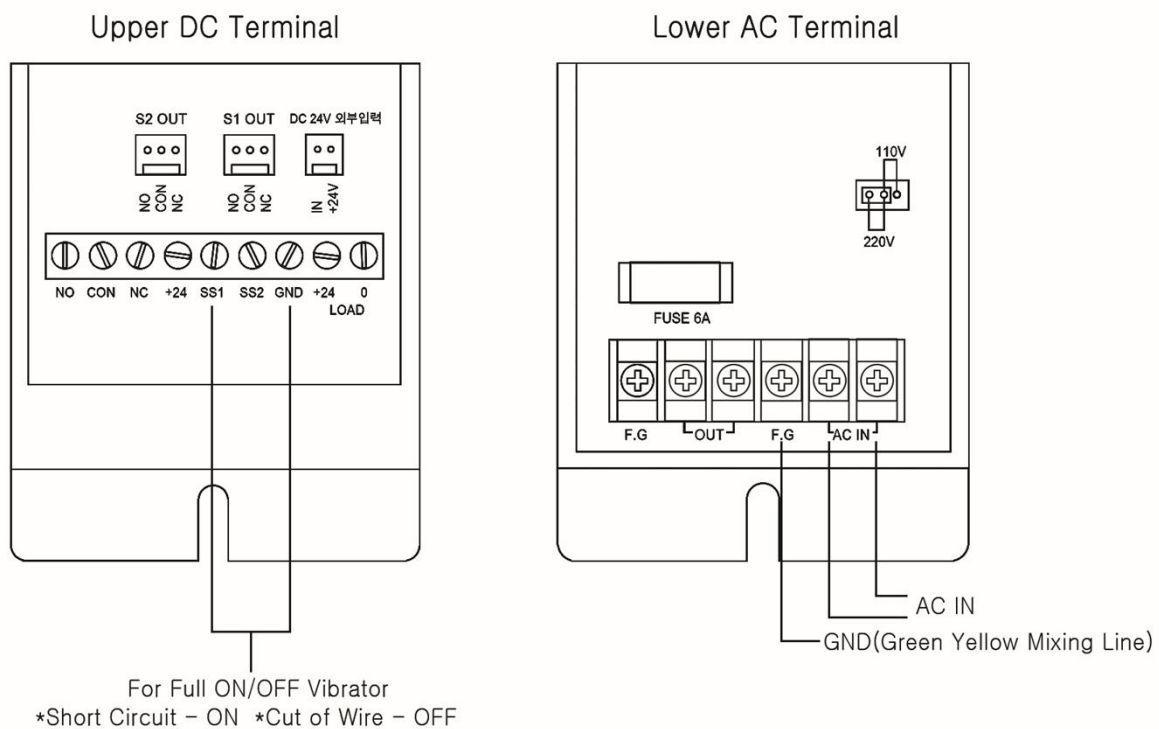 Upper DC Terminal
S2 OUT S1 OUT DC 24V 외부입력
NO CON NC NO CON NC IN +24V
NO CON NC +24 SS1 SS2 GND +24 0
LOAD
For Full ON/OFF Vibrator
*Short Circuit - ON *Cut of Wire - OFF
Lower AC Terminal
110V
220V
FUSE 6A
F.G OUT F.G AC IN
AC IN
GND(Green Yellow Mixing Line)